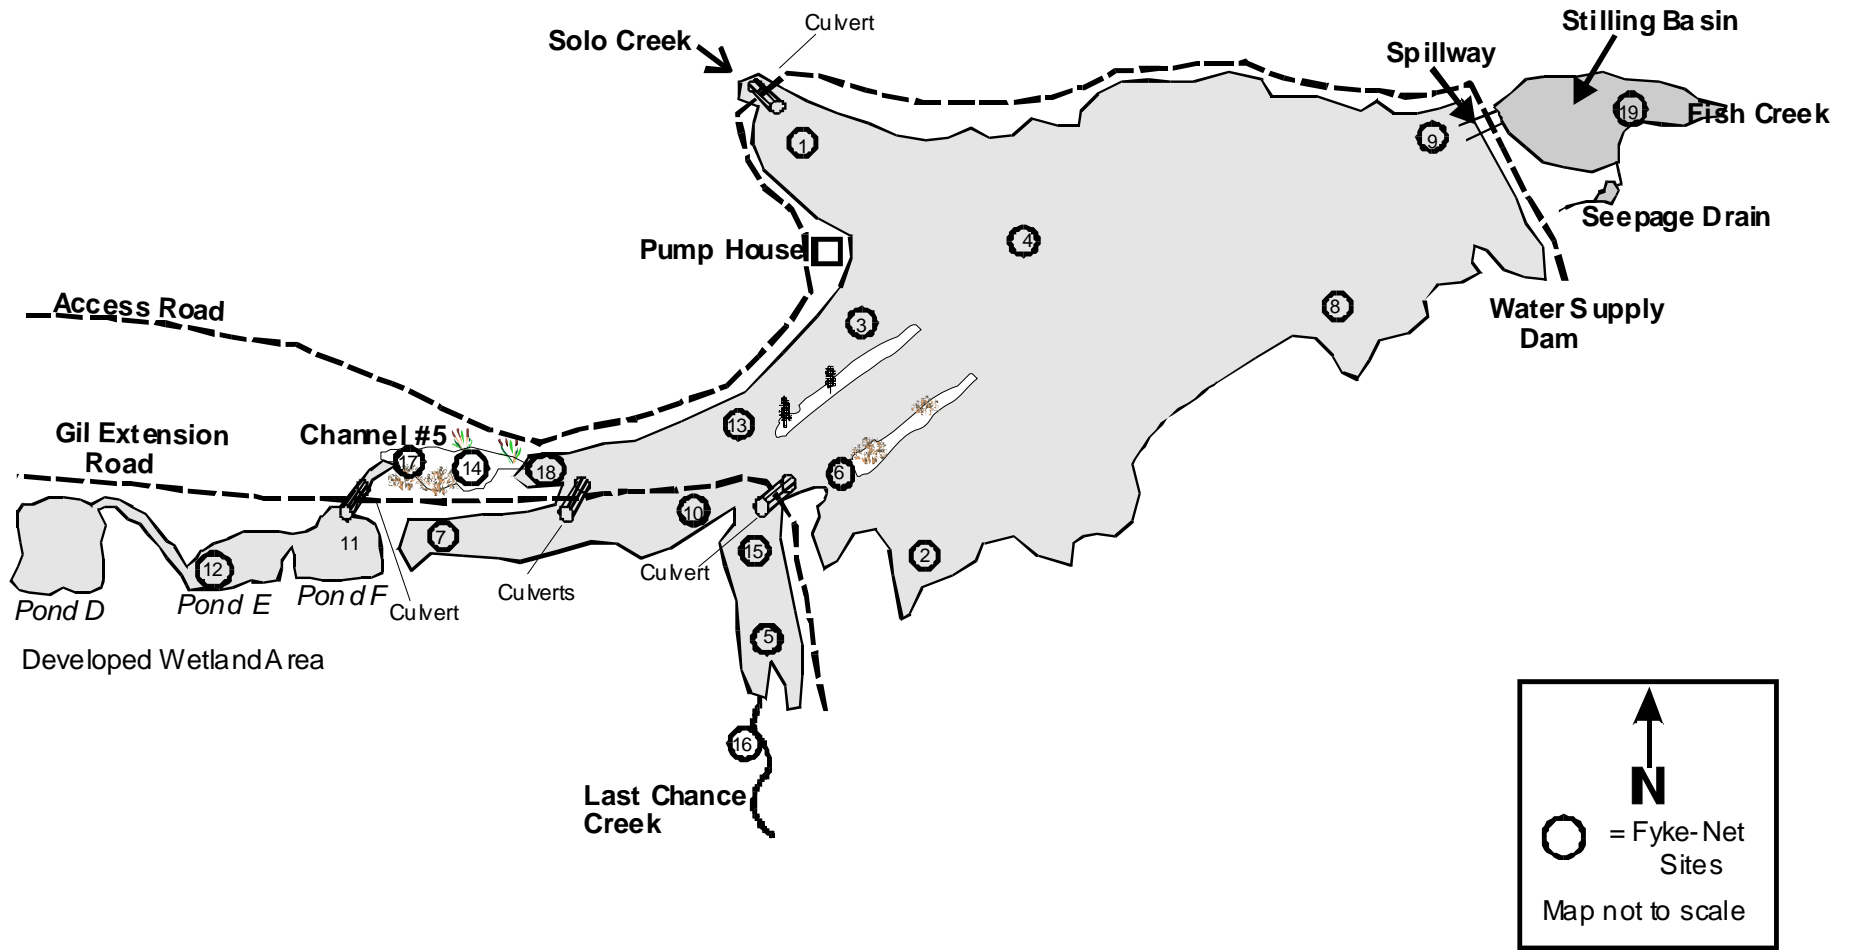 Culvert
Stilling Basin
Solo Creek
Spillway
19
Fish Creek
1
9
Seepage Drain
4
Pump House
Access Road
Water Supply
Dam
8
3
Gil Extension
Road
Channel #5
13
17
14
18
6
10
7
11
15
2
12
Culvert
Culverts
Pond D
Pond E
Pond F
Culvert
5
Developed Wetland Area
16
Last Chance
Creek
N
= Fyke-Net
Sites
Map not to scale